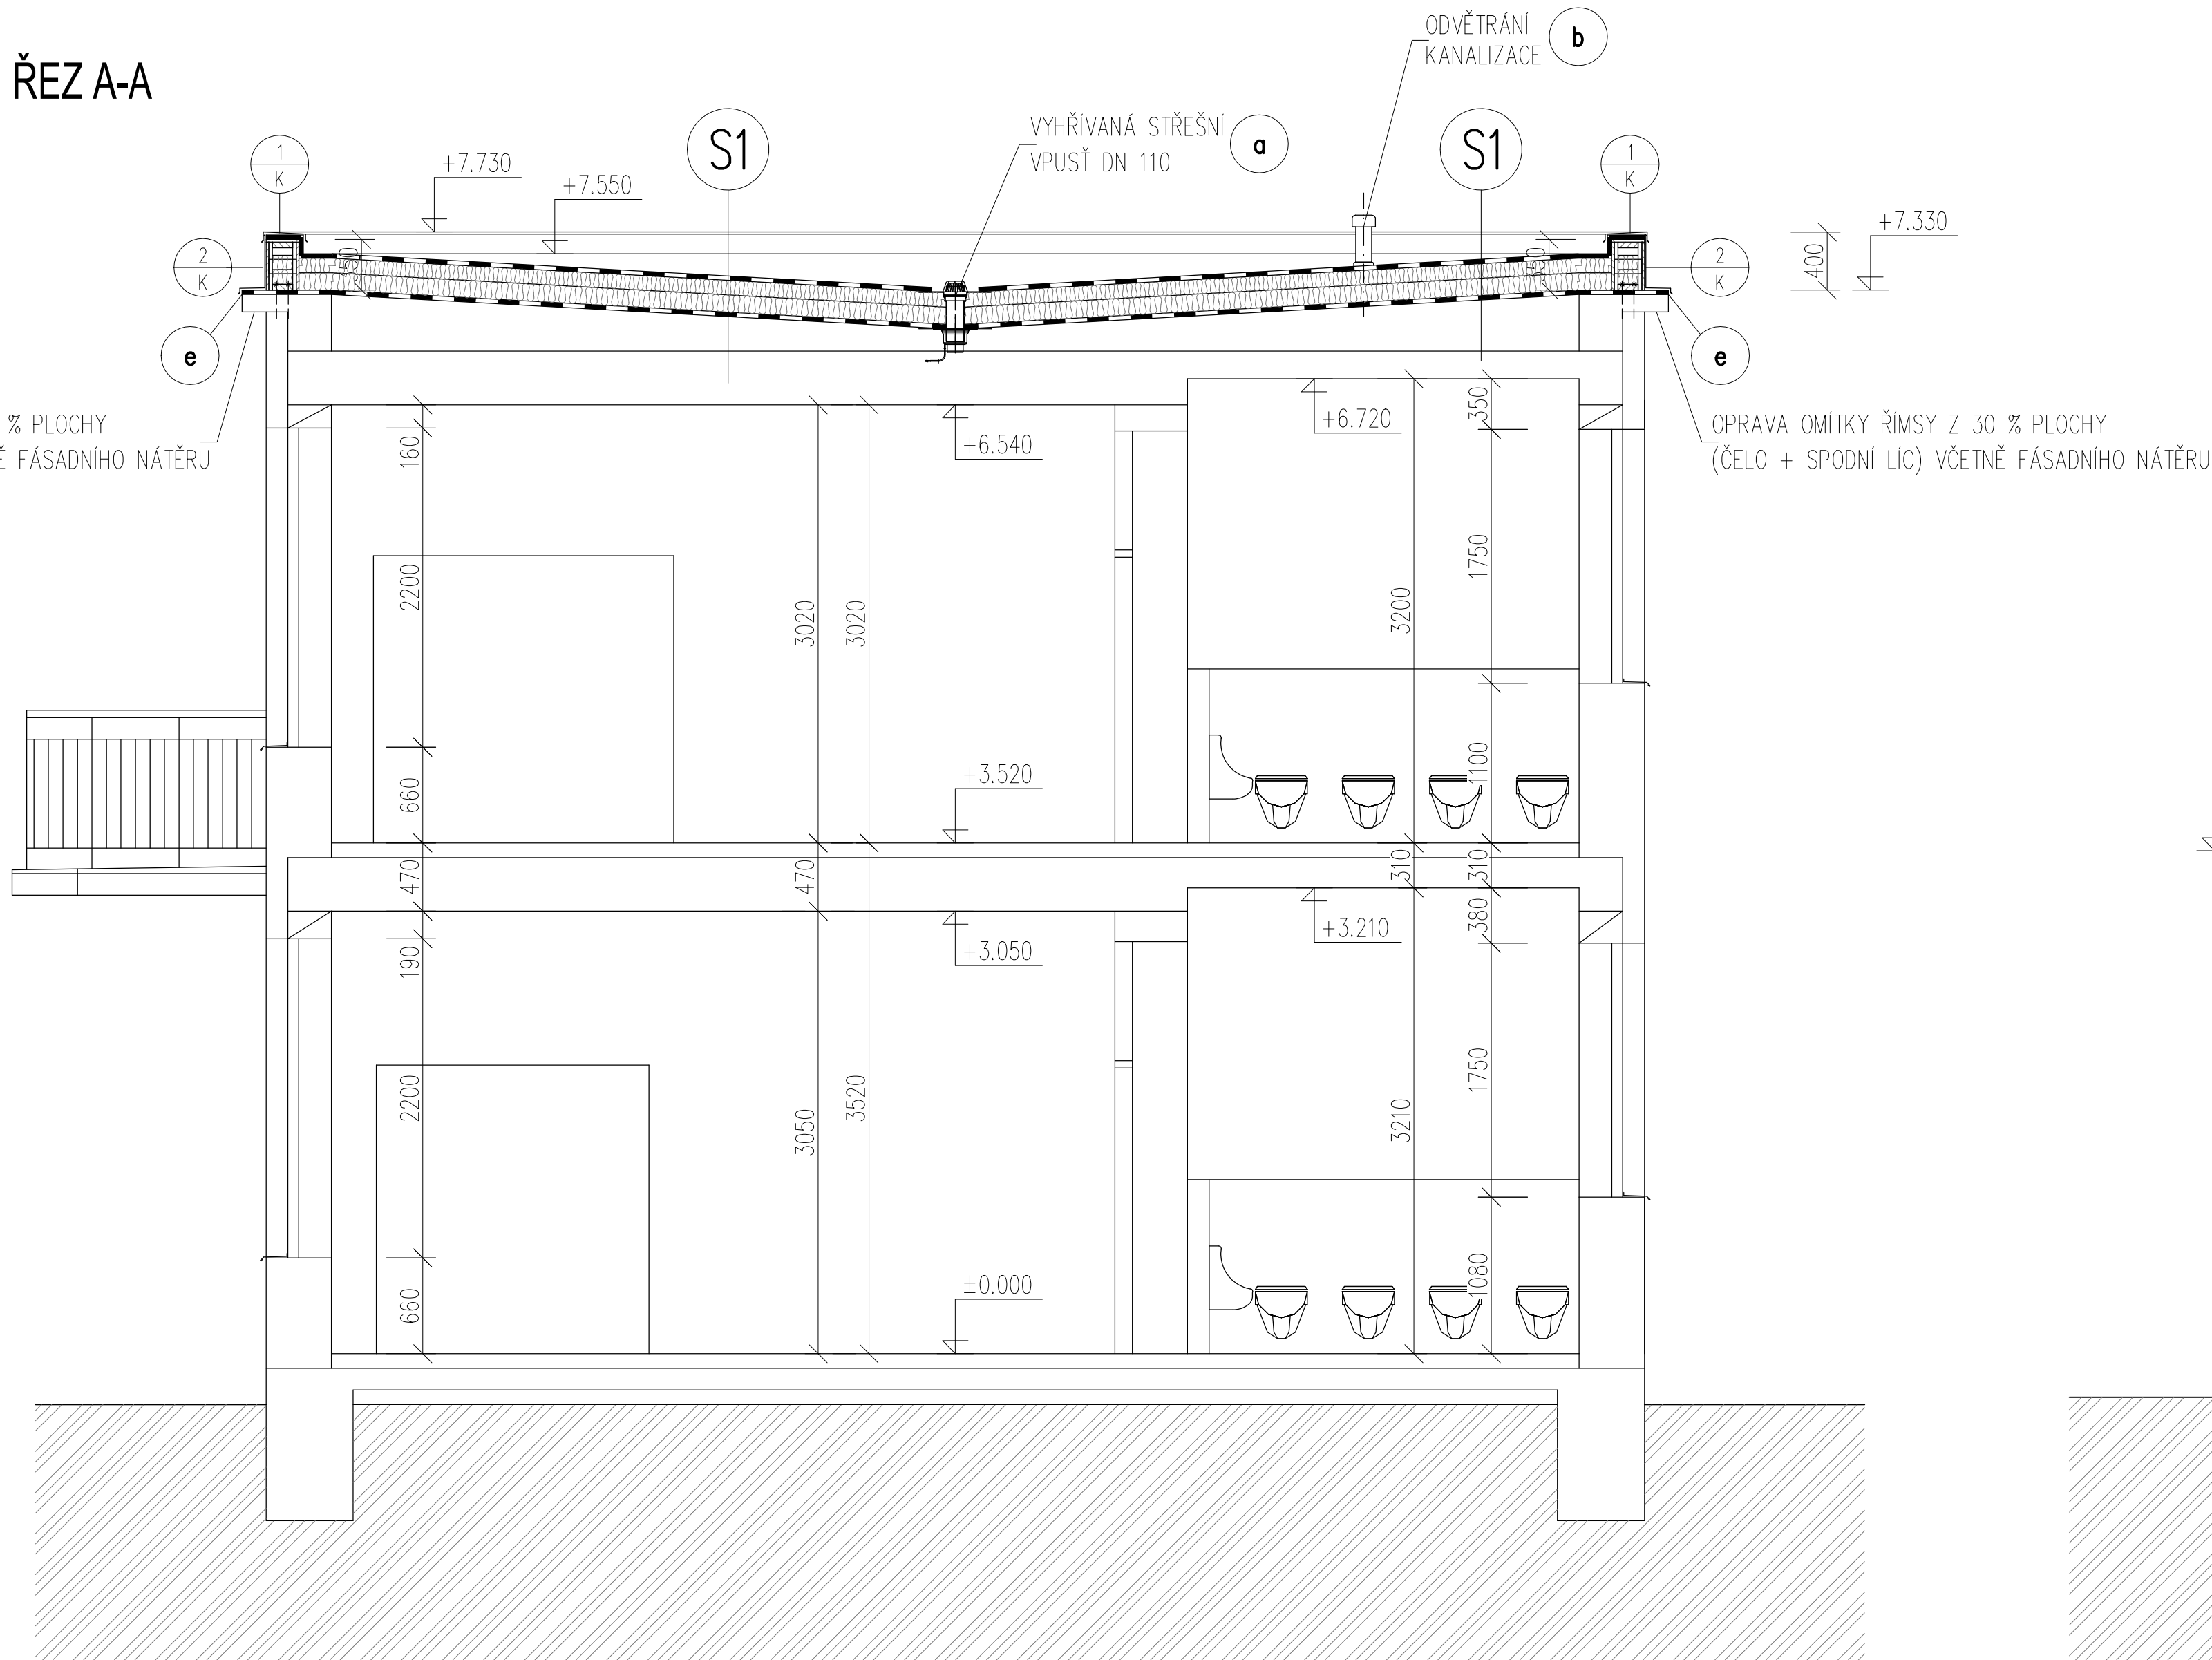 ŘEZ A-A
ODVĚTRÁNÍ
KANALIZACE
b
VYHŘÍVANÁ STŘEŠNÍ
VPUSŤ DN 110
a
S1
S1
1
K
1
K
+7.730
+7.550
+7.330
400
2
K
2
K
350
350
e
e
% PLOCHY
Ě FÁSADNÍHO NÁTĚRU
OPRAVA OMÍTKY ŘÍMSY Z 30 % PLOCHY
(ČELO + SPODNÍ LÍC) VČETNĚ FÁSADNÍHO NÁTĚRU
+6.540
+6.720
160
350
2200
3020
3020
3200
1750
660
+3.520
1100
470
470
310
310
190
+3.050
+3.210
380
2200
3050
3520
3210
1750
660
±0.000
1080